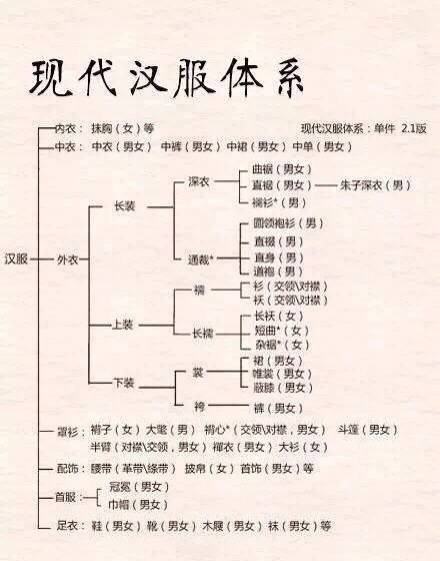 现代汉服体系
内衣：抹胸（女）等
现代汉服体系：单件 2.1版
中衣：中衣（男女）中裤（男女）中裙（男女）中单（男女）
曲裾（男女）
深衣
直裾（男女）
朱子深衣（男）
襕衫*（男）
长装
圆领袍衫（男）
直裰（男）
通裁*
直身（男）
道袍（男）
汉服
外衣
襦
衫（交领\对襟）
袄（交领\对襟）
上装
长襦
长袄（女）
短曲*（女）
杂裾*（女）
下装
裳
裙（男女）
帷裳（男女）
蔽膝（男女）
袴
裤（男女）
罩衫：褙子（女）大氅（男）褙心*（交领\对襟，男女）斗篷（男女）
半臂（对襟\交领，男女）褝衣（男女）大衫（女）
配饰：腰带（革带\绦带）披帛（女）首饰（男女）等
首服：
冠冕（男女）
巾帽（男女）
足衣：鞋（男女）靴（男女）木屐（男女）袜（男女）等